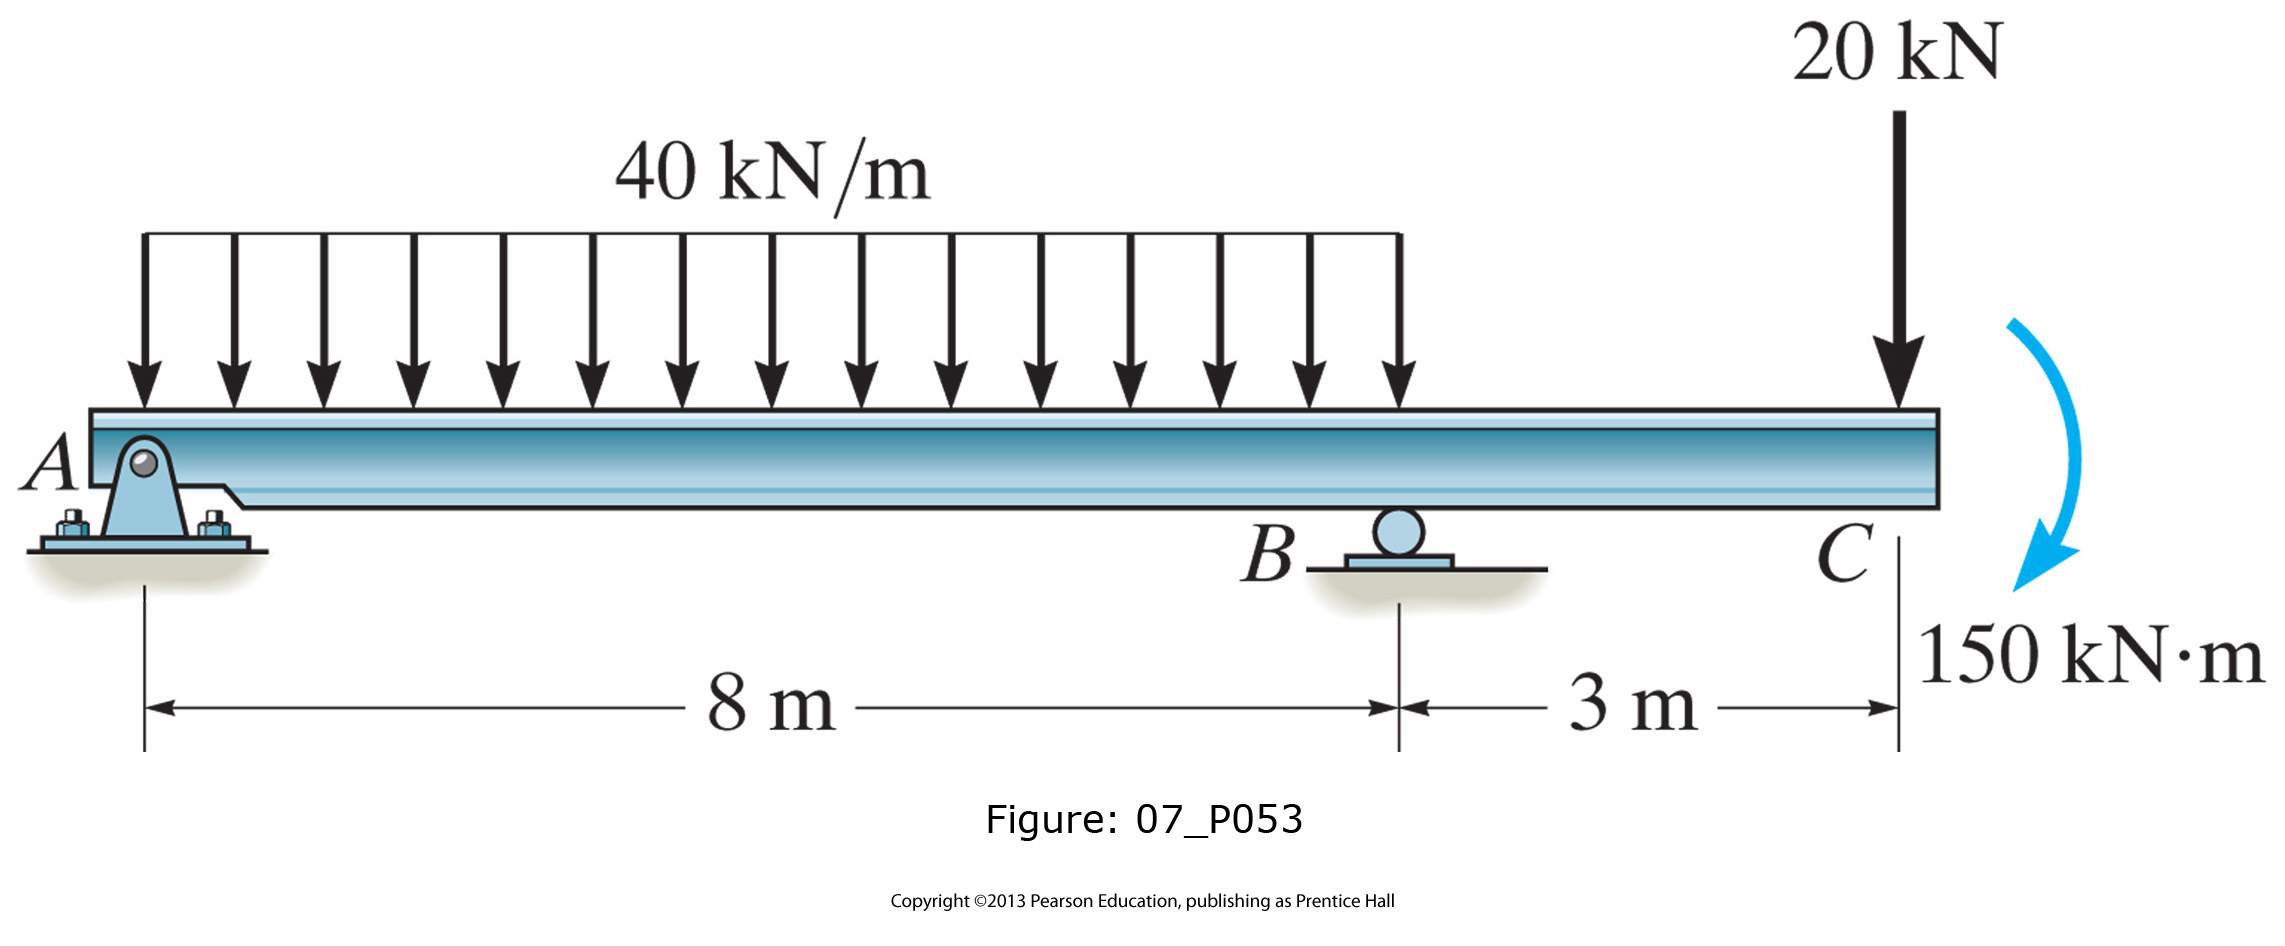 20 kN
40 kN/m
A
B
C
150 kN·m
8 m
3 m
Figure: 07_P053
Copyright ©2013 Pearson Education, publishing as Prentice Hall